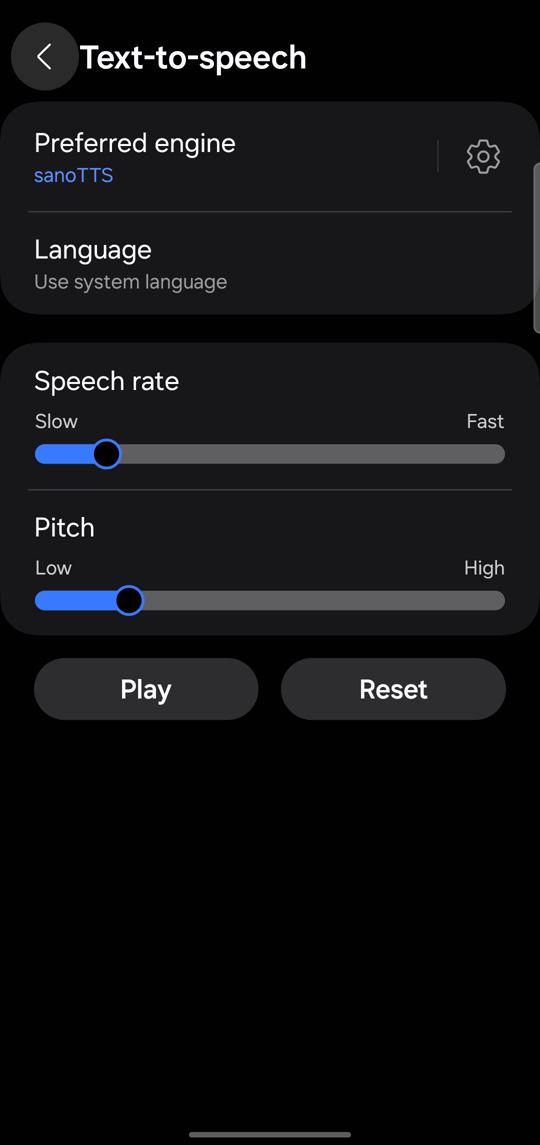 Text-to-speech
Preferred engine
sanoTTS
Language
Use system language
Speech rate
Slow Fast
Pitch
Low High
Play Reset